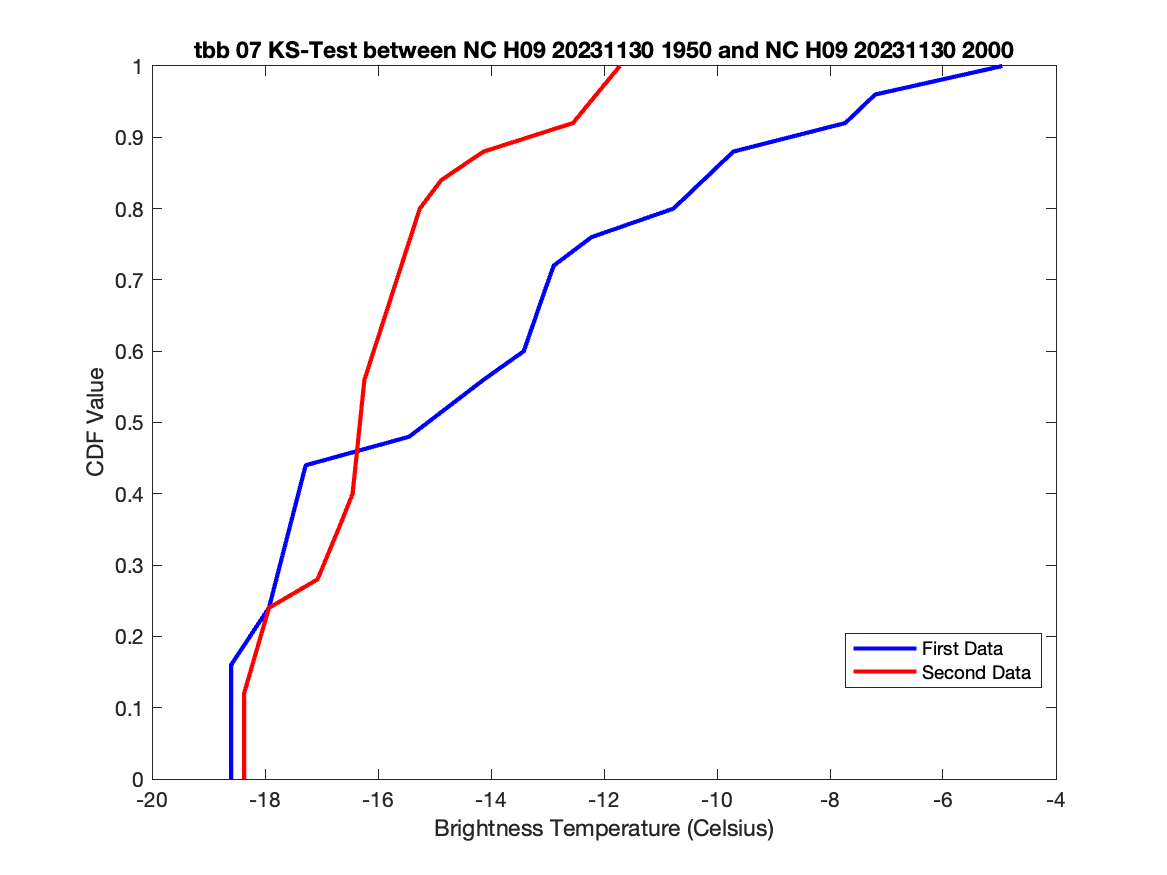 tbb 07 KS-Test between NC H09 20231130 1950 and NC H09 20231130 2000
1
0.9
0.8
0.7
0.6
0.5
0.4
0.3
0.2
0.1
0
CDF Value
First Data
Second Data
-20 -18 -16 -14 -12 -10 -8 -6 -4
Brightness Temperature (Celsius)